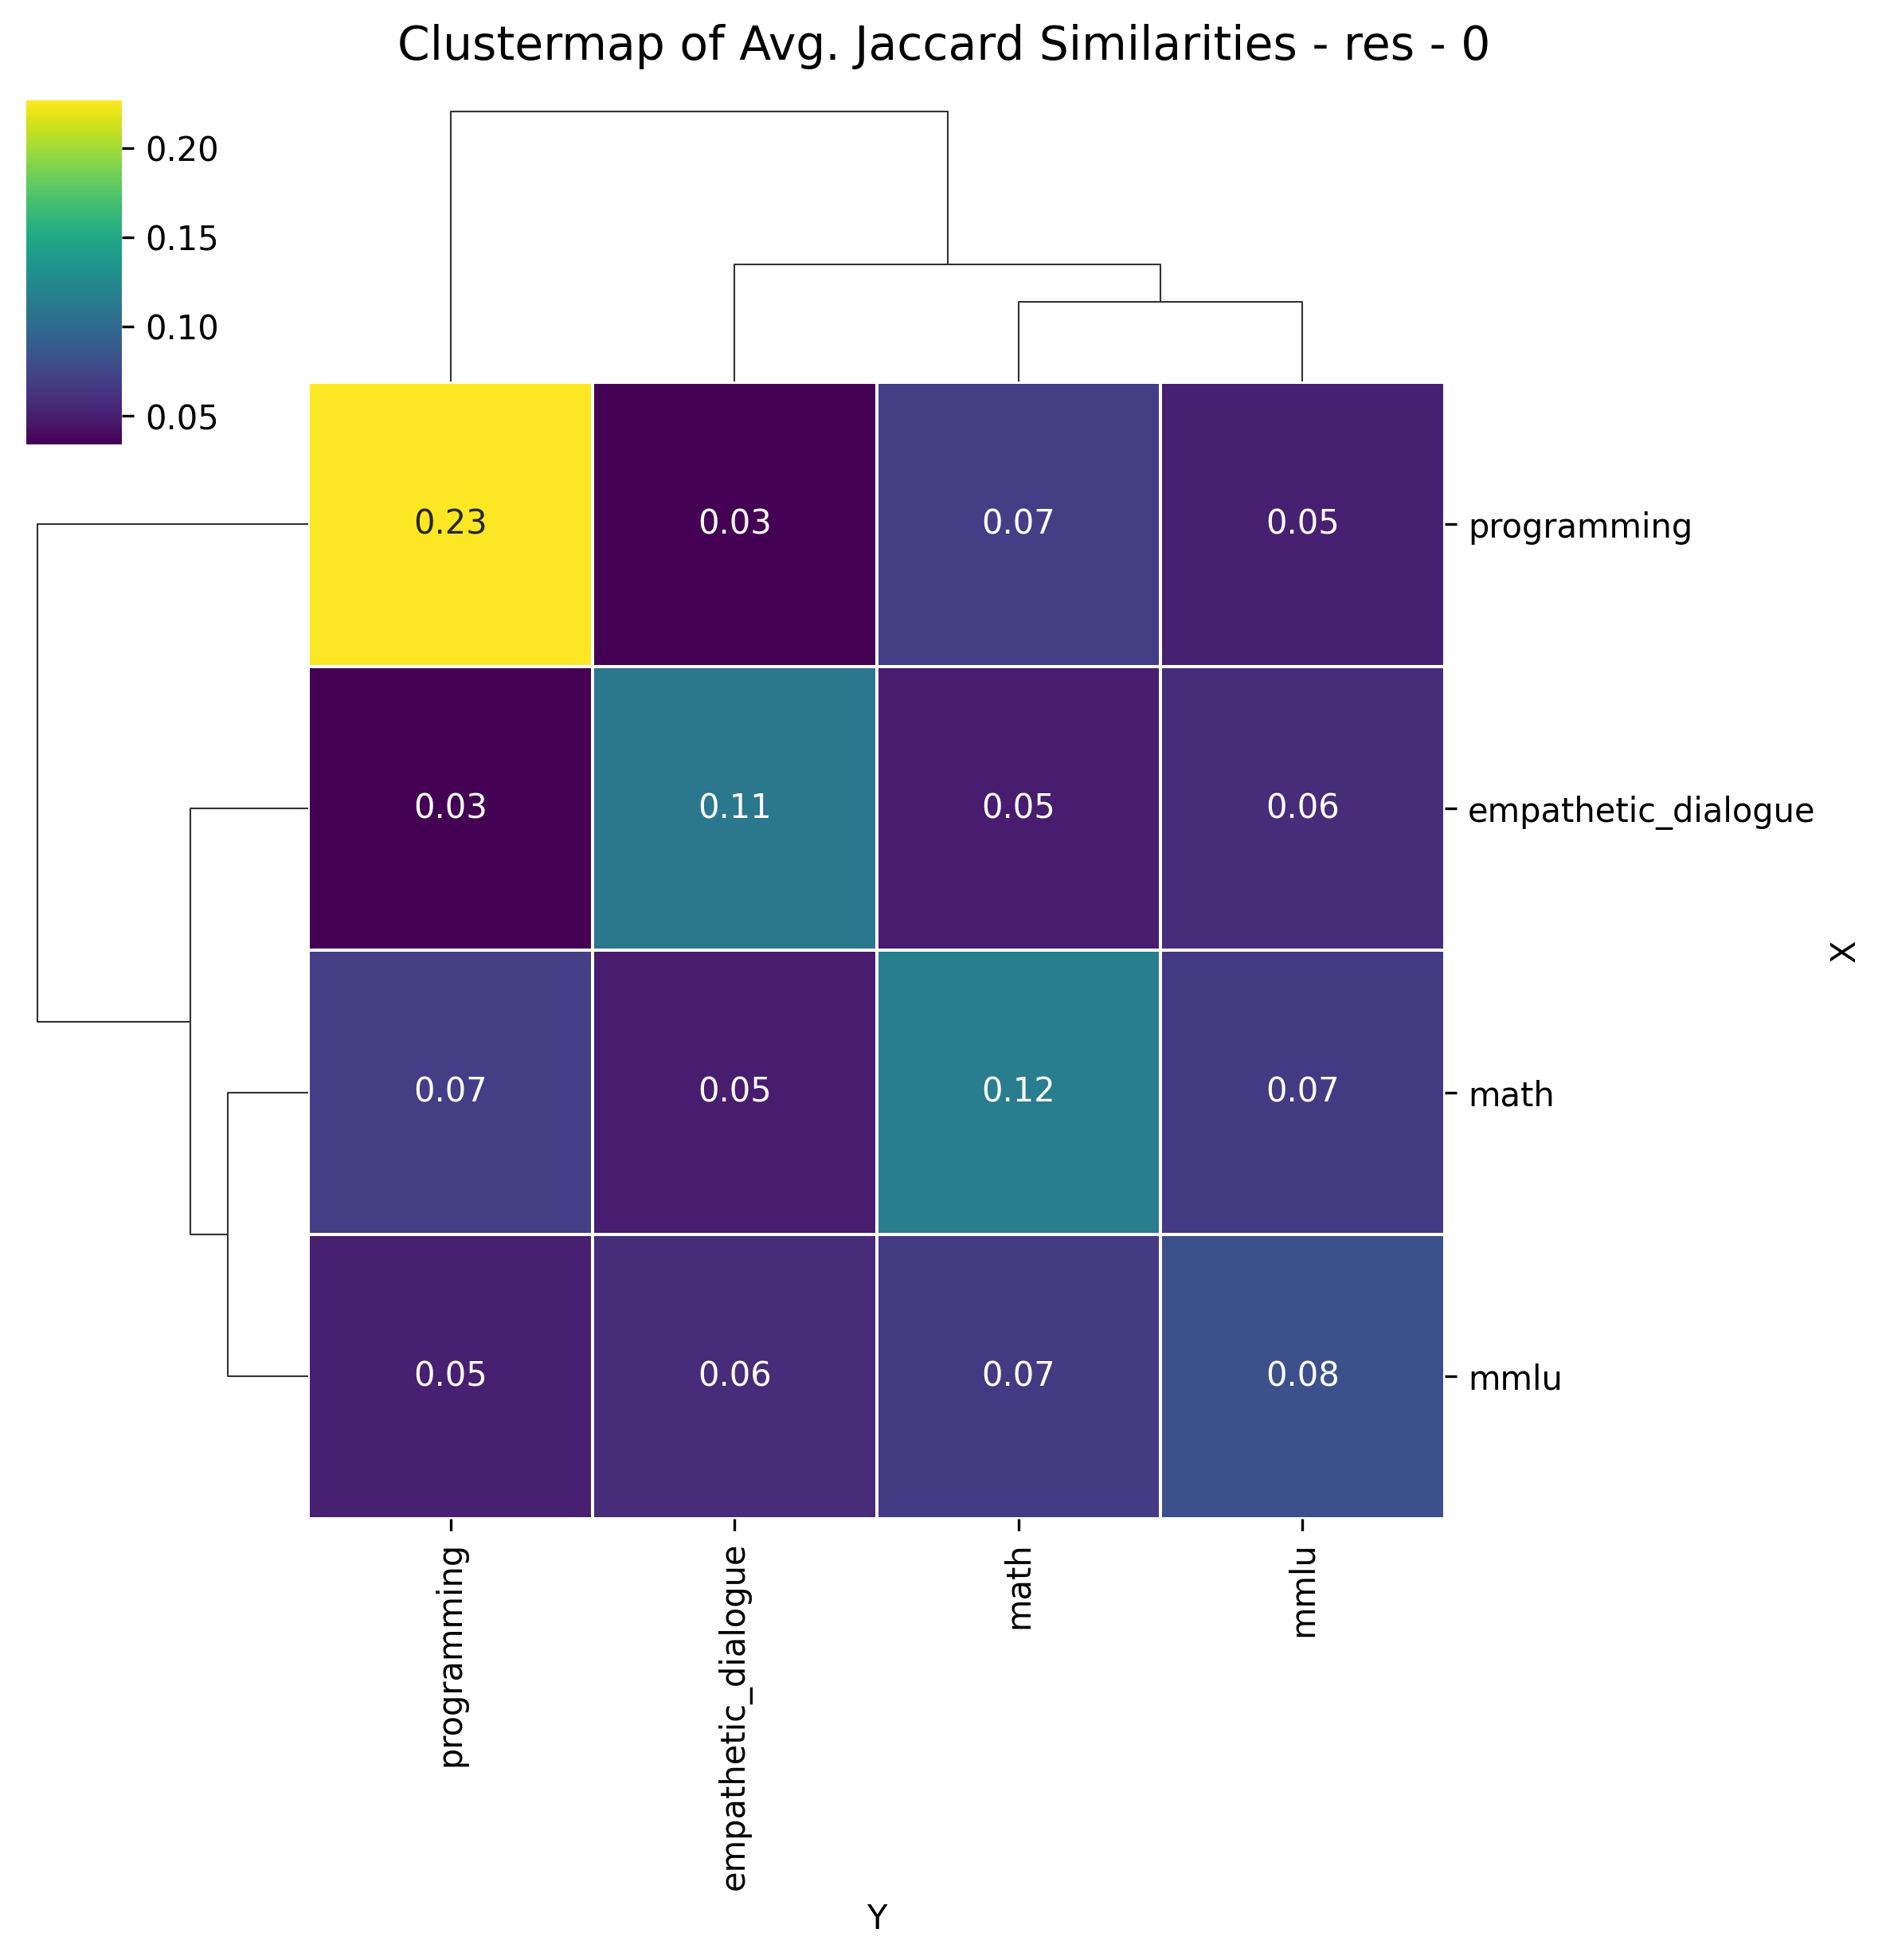 Clustermap of Avg. Jaccard Similarities - res - 0
0.20
0.15
0.10
0.05
0.23 0.03 0.07 0.05 programming
0.03 0.11 0.05 0.06 empathetic_dialogue
X
0.07 0.05 0.12 0.07 math
0.05 0.06 0.07 0.08 mmlu
programming empathetic_dialogue math mmlu
Y